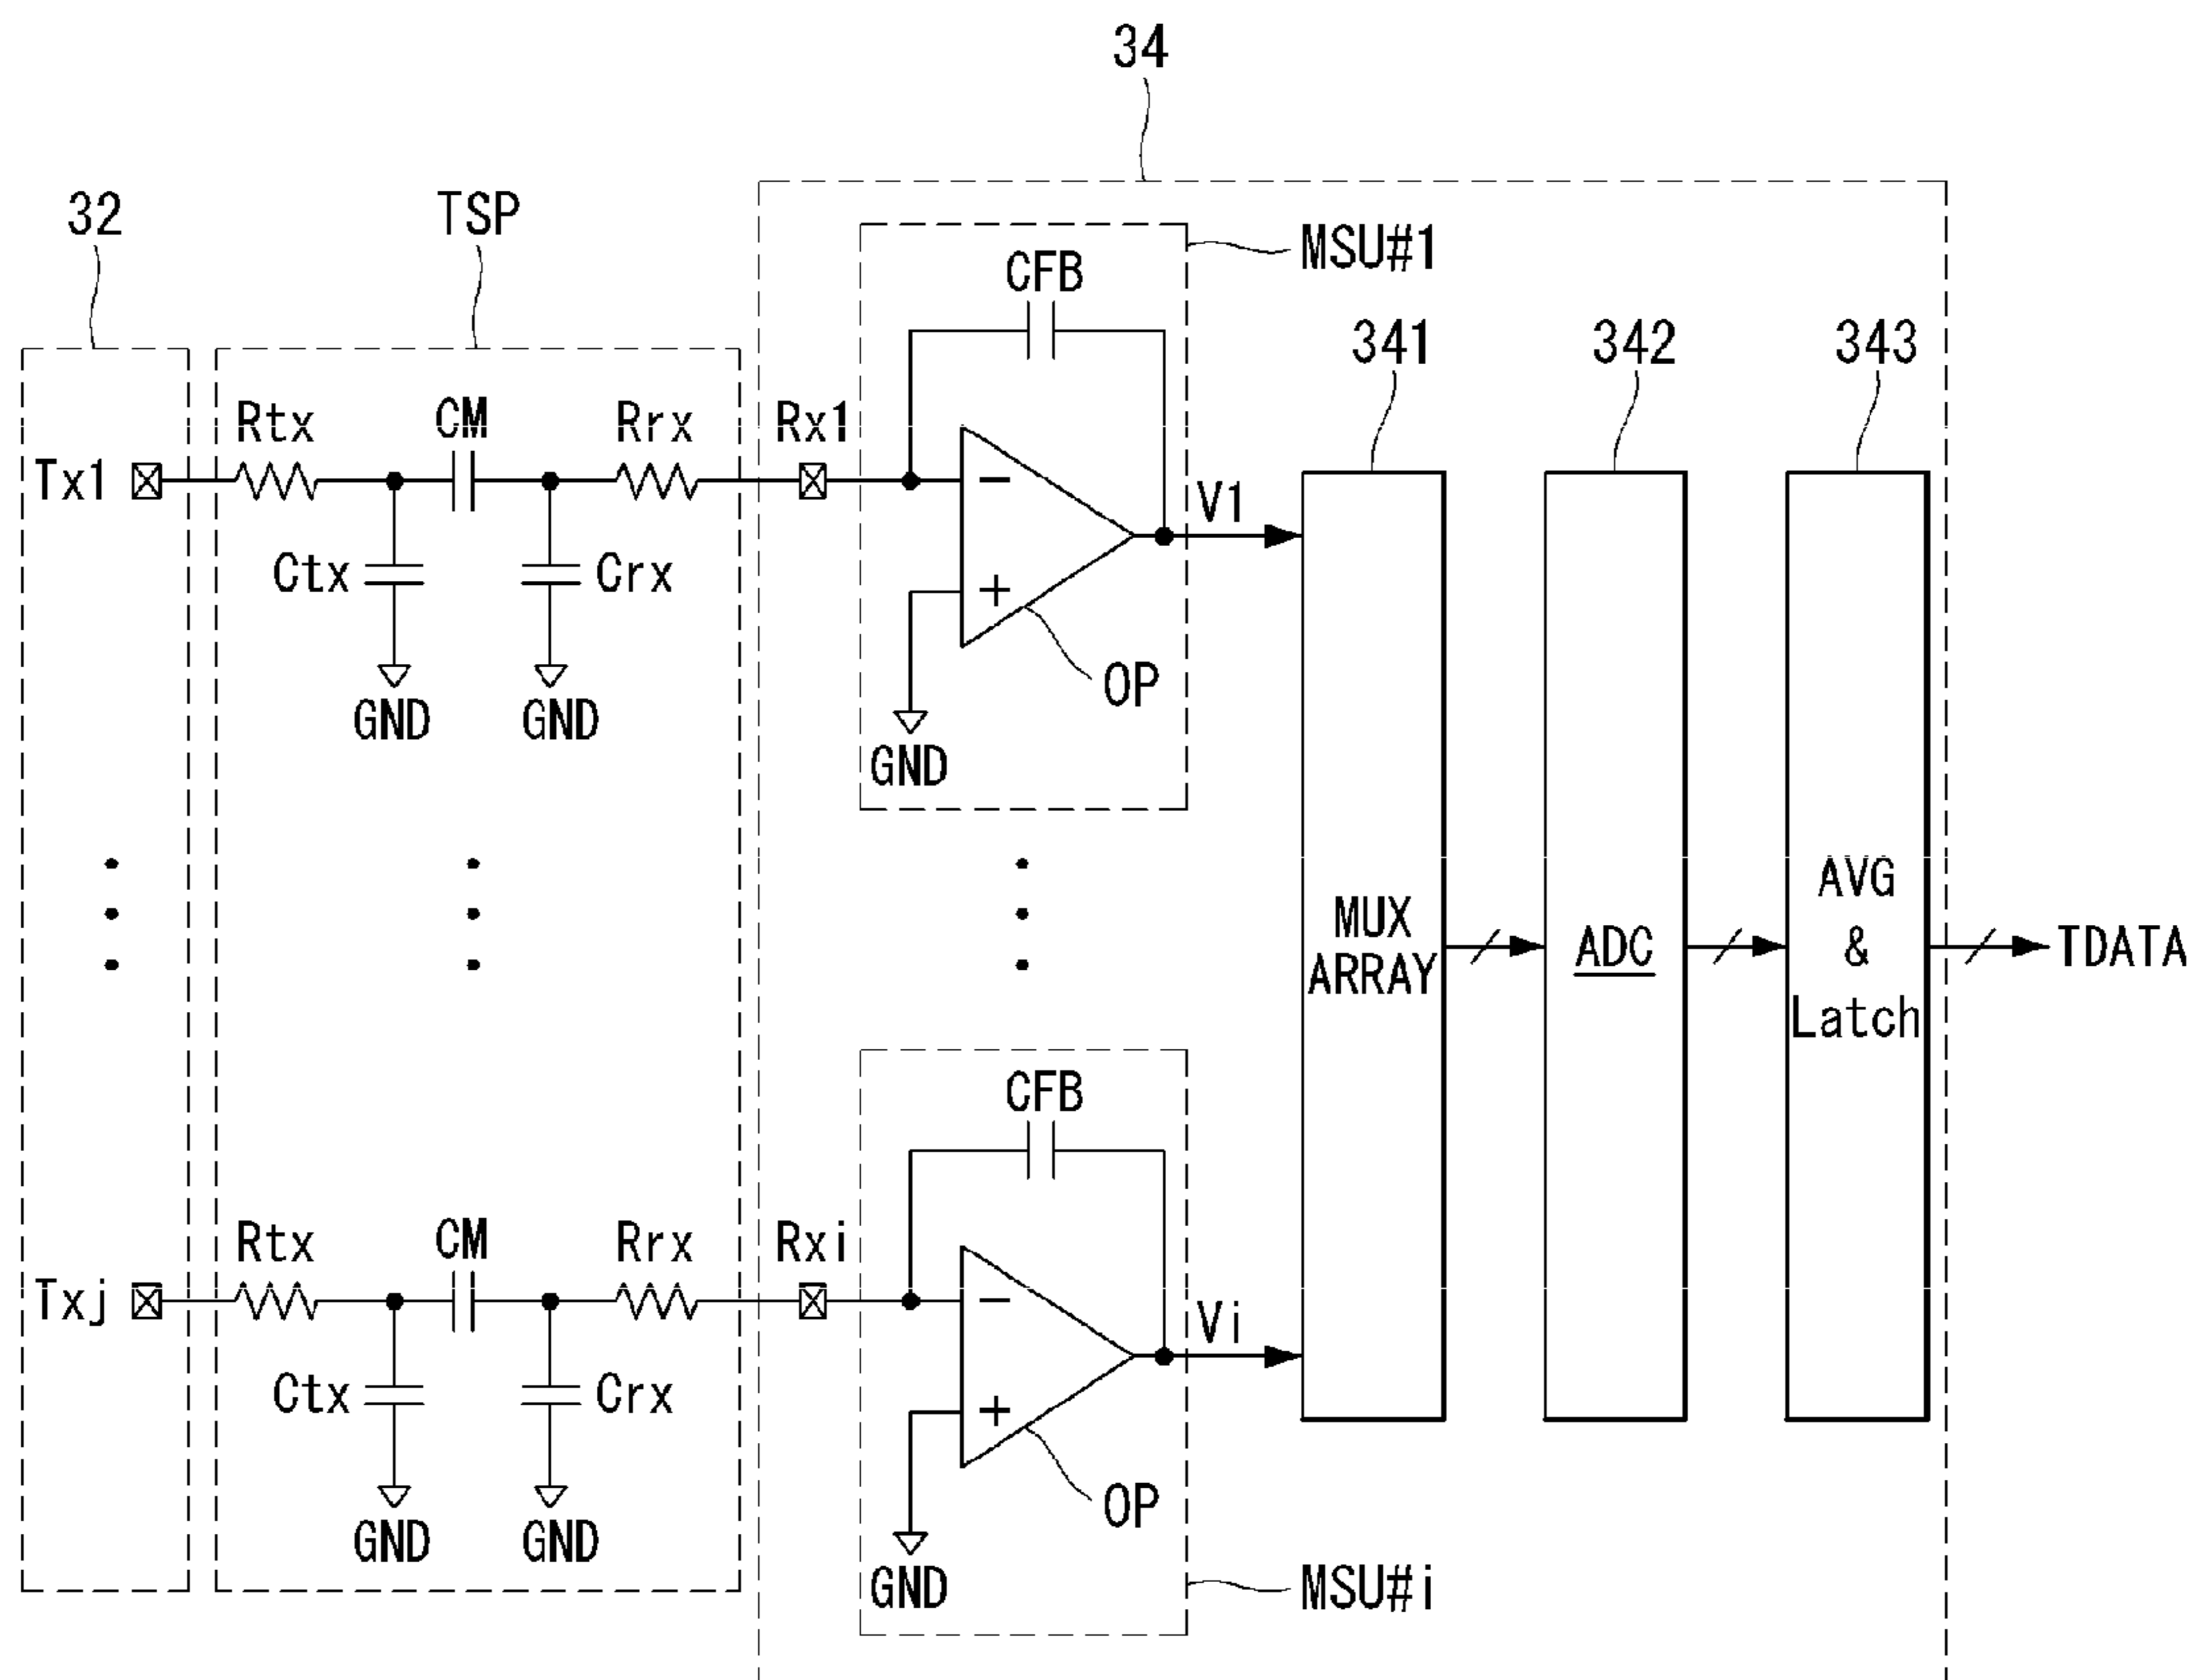 34
32
TSP
MSU#1
CFB
341
342
343
Rtx
CM
Rrx
Rx1
Tx1
−
V1
Ctx
Crx
+
OP
GND
GND
GND
MUX
ARRAY
ADC
AVG
&
Latch
TDATA
CFB
Rtx
CM
Rrx
Rxi
Txj
−
Vi
Ctx
Crx
+
OP
GND
GND
GND
MSU#i